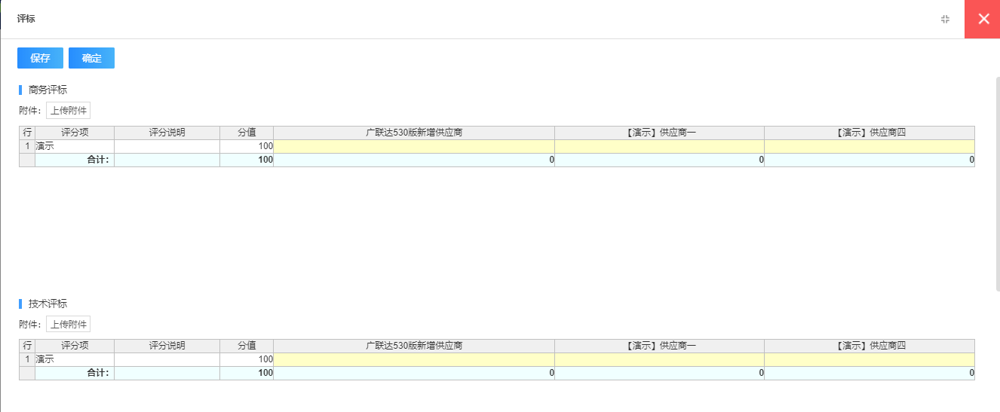 评标
保存 确定
商务评标
附件: 上传附件
行 评分项 评分说明 分值 广联达530版新增供应商 【演示】供应商一 【演示】供应商四
1 演示 100
合计: 100 0 0 0
技术评标
附件: 上传附件
行 评分项 评分说明 分值 广联达530版新增供应商 【演示】供应商一 【演示】供应商四
1 演示 100
合计: 100 0 0 0